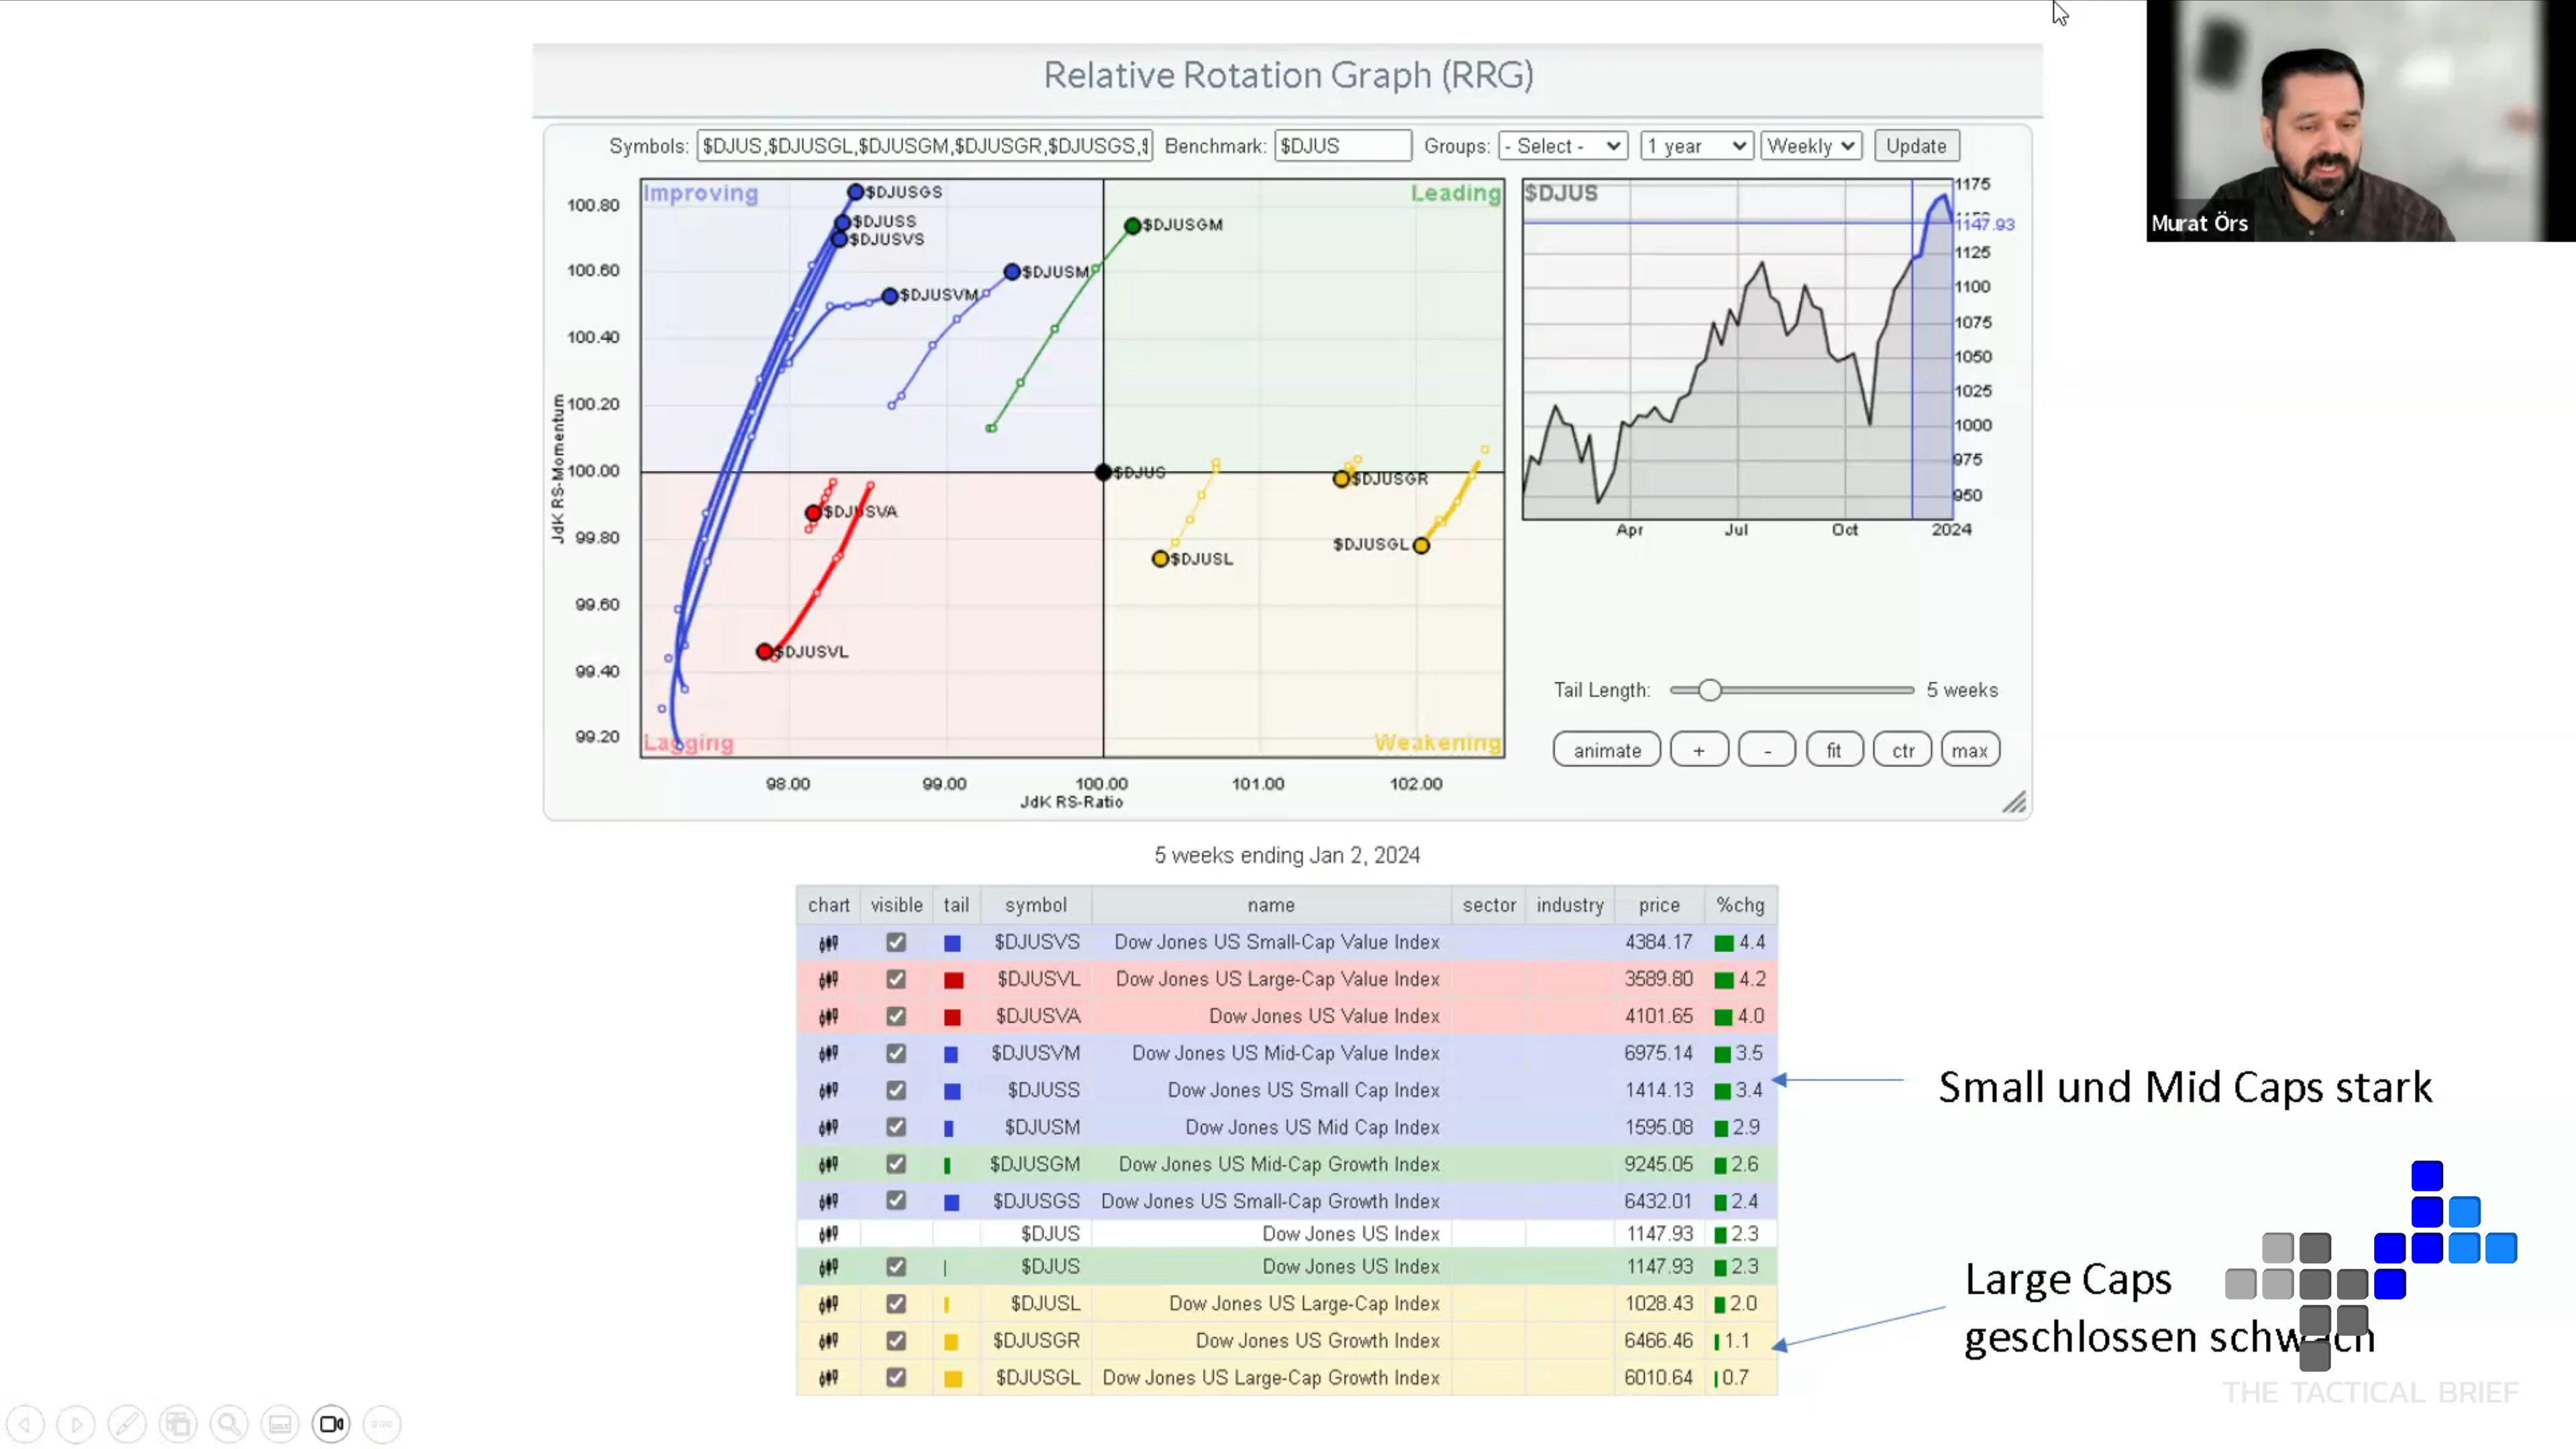 Relative Rotation Graph (RRG)
Murat Örs
Symbols: $DJUS,$DJUSGL,$DJUSGM,$DJUSGR,$DJUSGS,$ Benchmark: $DJUS Groups: - Select - 1 year Weekly Update
Improving
Leading
Lagging
Weakening
$DJUSGS
$DJUSS
$DJUSVS
$DJUSGM
$DJUSM
$DJUSVM
$DJUS
$DJUSGR
$DJUSVA
$DJUSGL
$DJUSL
$DJUSVL
JdK RS-Momentum
100.80
100.60
100.40
100.20
100.00
99.80
99.60
99.40
99.20
98.00 99.00 100.00 101.00 102.00
JdK RS-Ratio
$DJUS
1175
1147.93
1125
1100
1075
1050
1025
1000
975
950
Apr Jul Oct 2024
Tail Length: 5 weeks
animate + - fit ctr max
5 weeks ending Jan 2, 2024
chart visible tail symbol name sector industry price %chg
$DJUSVS Dow Jones US Small-Cap Value Index 4384.17 4.4
$DJUSVL Dow Jones US Large-Cap Value Index 3589.80 4.2
$DJUSVA Dow Jones US Value Index 4101.65 4.0
$DJUSVM Dow Jones US Mid-Cap Value Index 6975.14 3.5
$DJUSS Dow Jones US Small Cap Index 1414.13 3.4
$DJUSM Dow Jones US Mid Cap Index 1595.08 2.9
$DJUSGM Dow Jones US Mid-Cap Growth Index 9245.05 2.6
$DJUSGS Dow Jones US Small-Cap Growth Index 6432.01 2.4
$DJUS Dow Jones US Index 1147.93 2.3
$DJUS Dow Jones US Index 1147.93 2.3
$DJUSL Dow Jones US Large-Cap Index 1028.43 2.0
$DJUSGR Dow Jones US Growth Index 6466.46 1.1
$DJUSGL Dow Jones US Large-Cap Growth Index 6010.64 0.7
Small und Mid Caps stark
Large Caps
geschlossen schwach
THE TACTICAL BRIEF